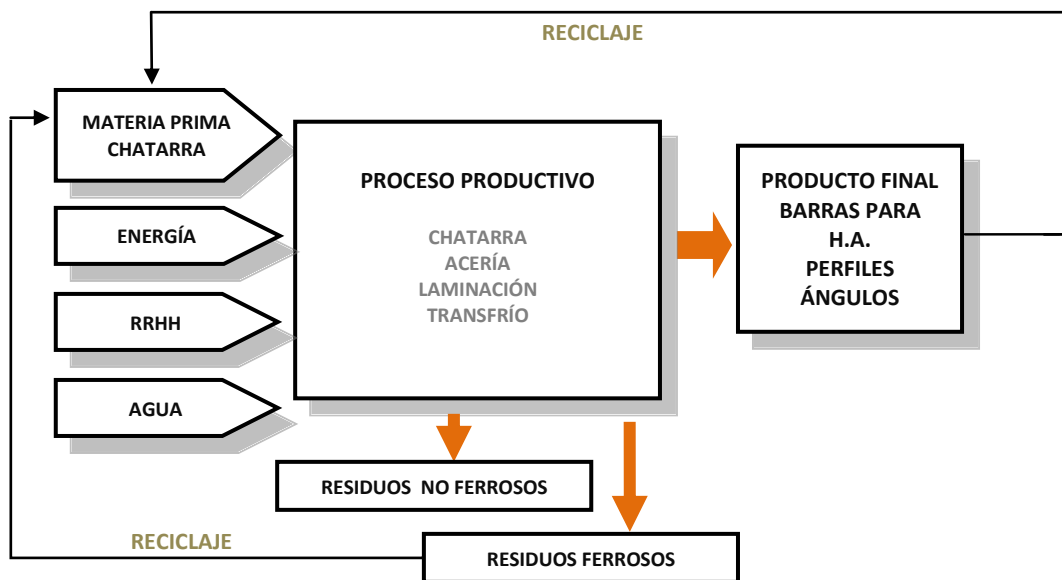 RECICLAJE
MATERIA PRIMA
CHATARRA
ENERGÍA
RRHH
AGUA
PROCESO PRODUCTIVO
CHATARRA
ACERÍA
LAMINACIÓN
TRANSFRÍO
PRODUCTO FINAL
BARRAS PARA
H.A.
PERFILES
ÁNGULOS
RESIDUOS NO FERROSOS
RECICLAJE
RESIDUOS FERROSOS